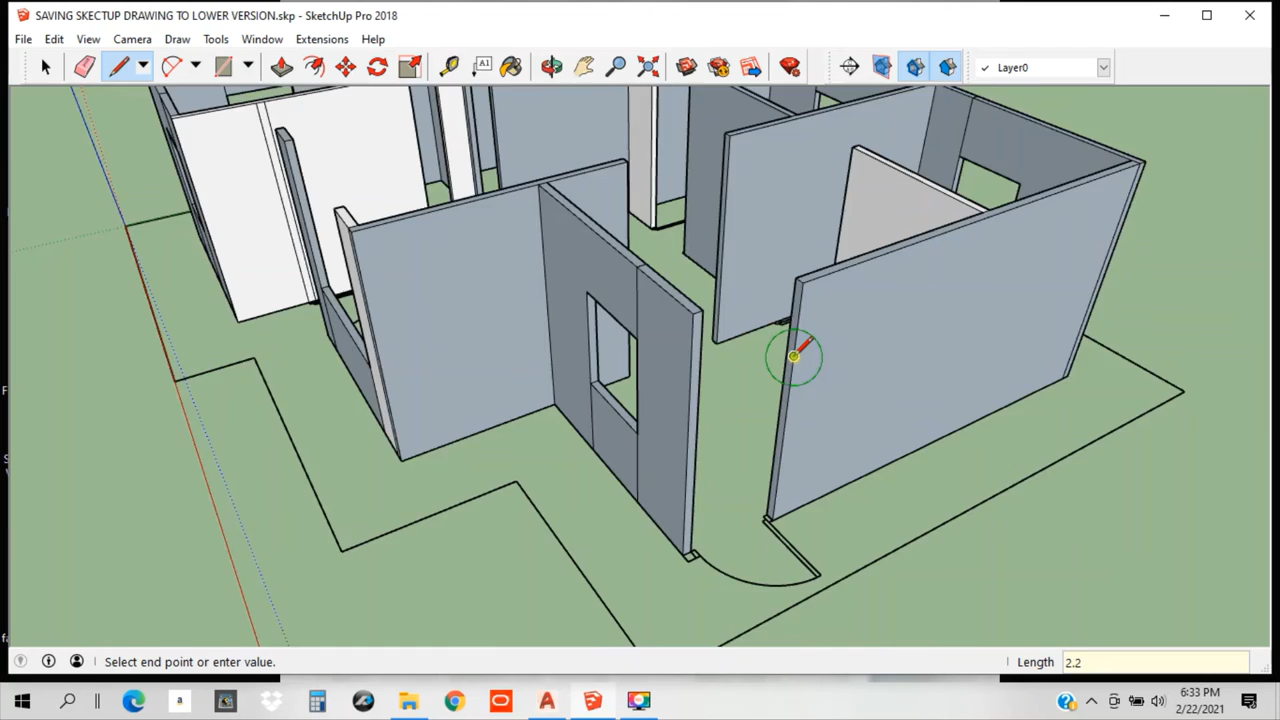 SAVING SKECTUP DRAWING TO LOWER VERSION.skp - SketchUp Pro 2018
File Edit View Camera Draw Tools Window Extensions Help
A1
Layer0
Select end point or enter value.
Length 2.2
a
A
6:33 PM
2/22/2021